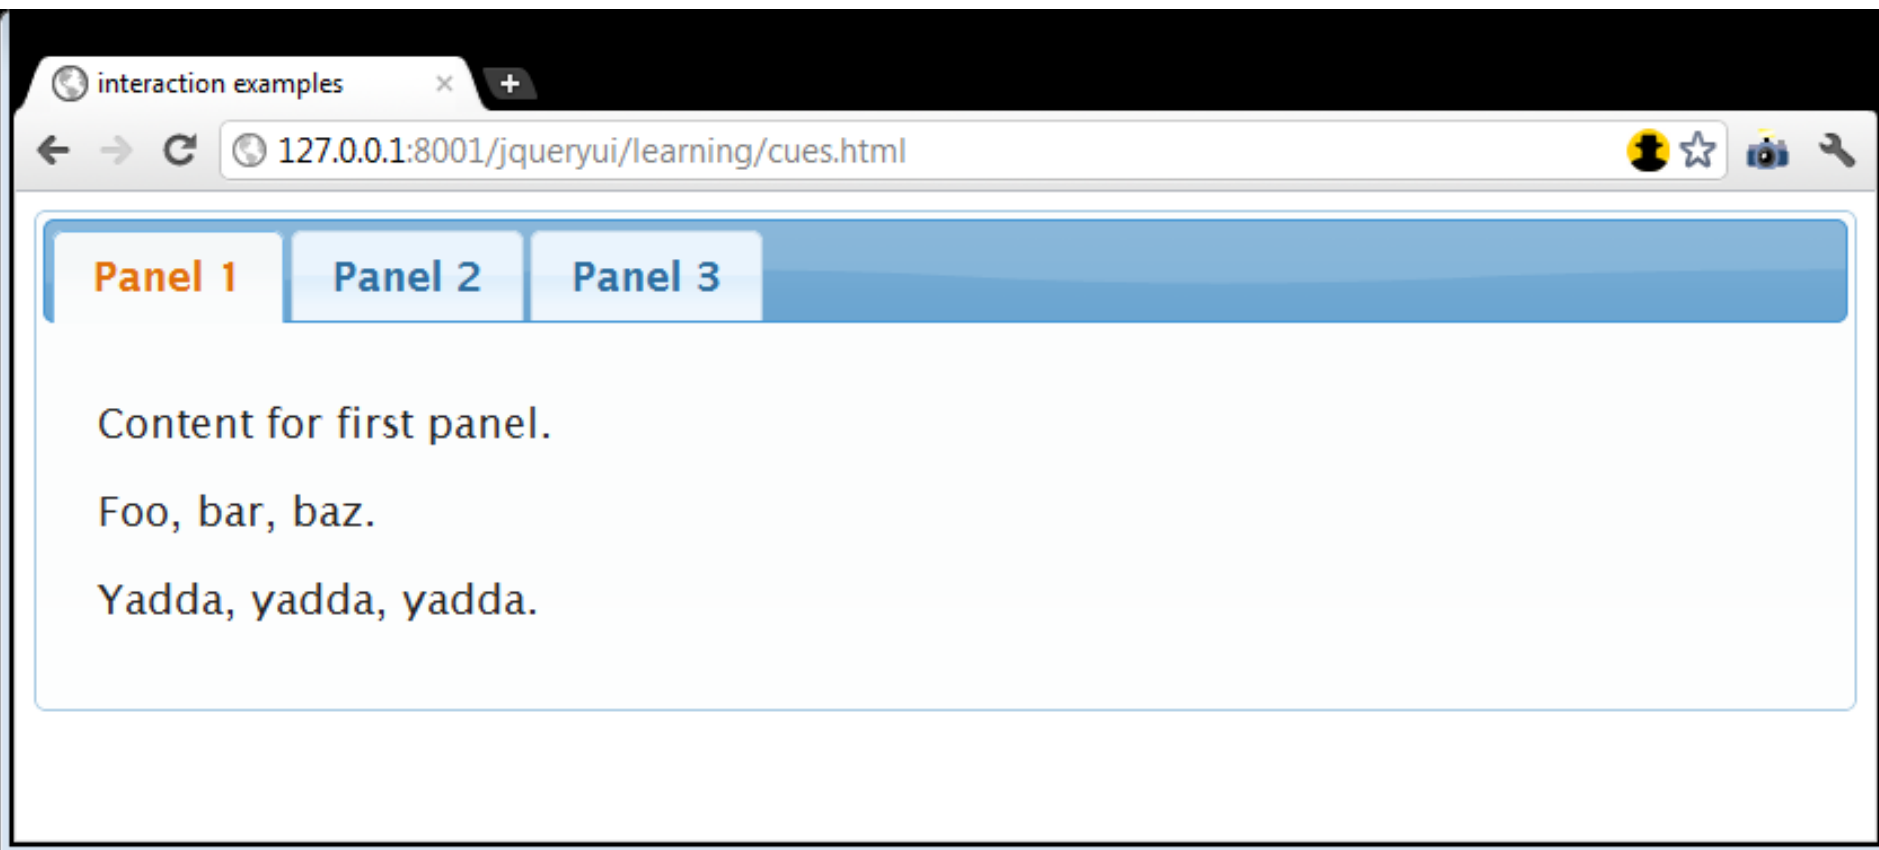 interaction examples
127.0.0.1:8001/jqueryui/learning/cues.html
Panel 1 Panel 2 Panel 3
Content for first panel.
Foo, bar, baz.
Yadda, yadda, yadda.